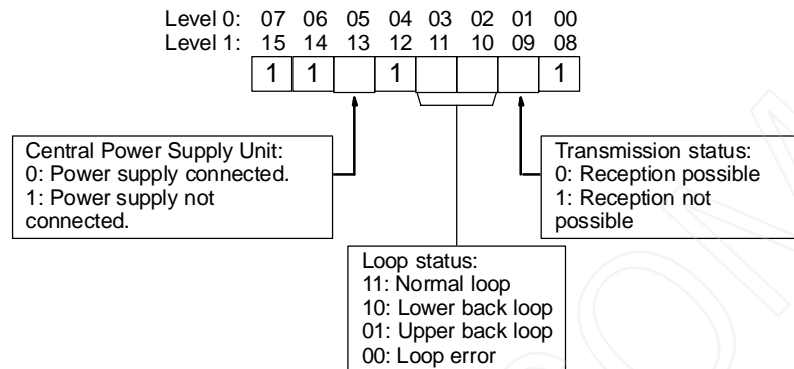 Level 0: 07 06 05 04 03 02 01 00
Level 1: 15 14 13 12 11 10 09 08
1 1 1 1
Central Power Supply Unit:
0: Power supply connected.
1: Power supply not
connected.
Transmission status:
0: Reception possible
1: Reception not
possible
Loop status:
11: Normal loop
10: Lower back loop
01: Upper back loop
00: Loop error